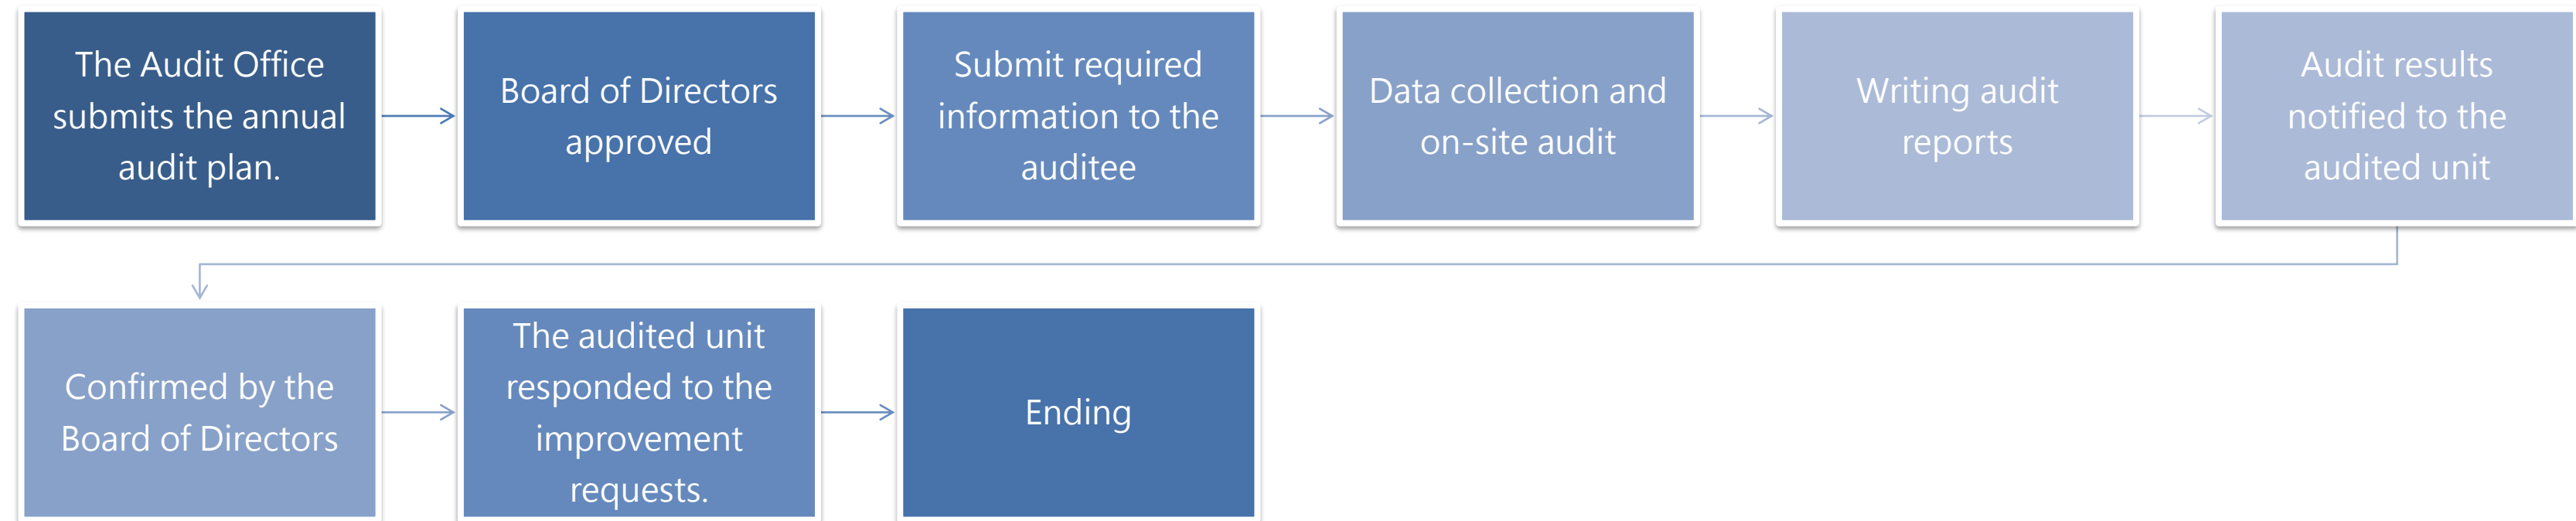 The Audit Office
submits the annual
audit plan.
Board of Directors
approved
Submit required
information to the
auditee
Data collection and
on-site audit
Writing audit
reports
Audit results
notified to the
audited unit
Confirmed by the
Board of Directors
The audited unit
responded to the
improvement
requests.
Ending